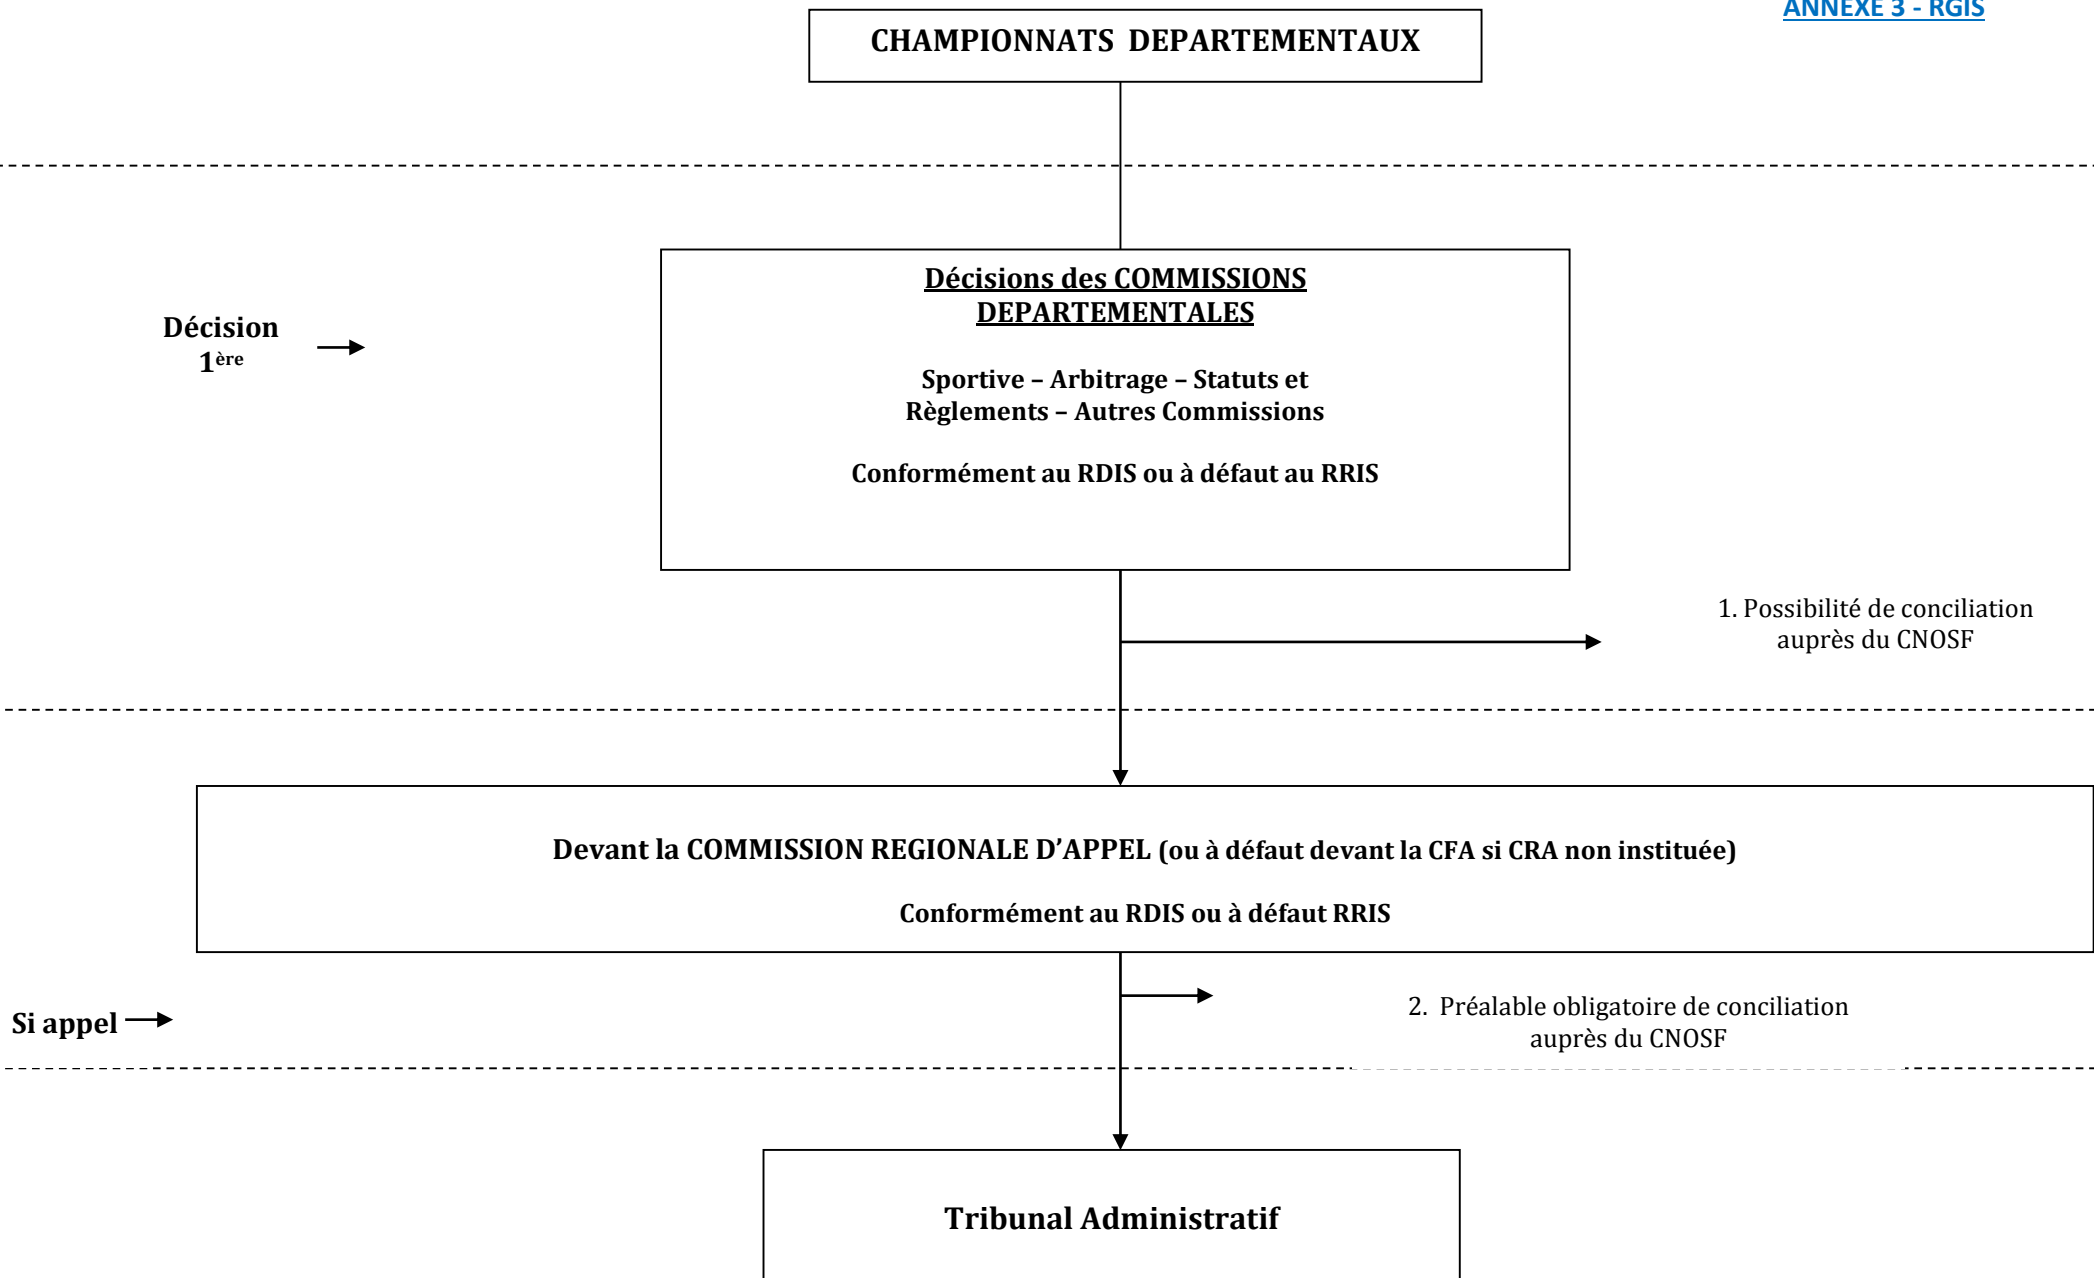 ANNEXE 3 - RGIS
CHAMPIONNATS DEPARTEMENTAUX
Décision
1ère
Décisions des COMMISSIONS
DEPARTEMENTALES
Sportive – Arbitrage – Statuts et
Règlements – Autres Commissions
Conformément au RDIS ou à défaut au RRIS
1. Possibilité de conciliation
auprès du CNOSF
Devant la COMMISSION REGIONALE D’APPEL (ou à défaut devant la CFA si CRA non instituée)
Conformément au RDIS ou à défaut RRIS
Si appel
2. Préalable obligatoire de conciliation
auprès du CNOSF
Tribunal Administratif